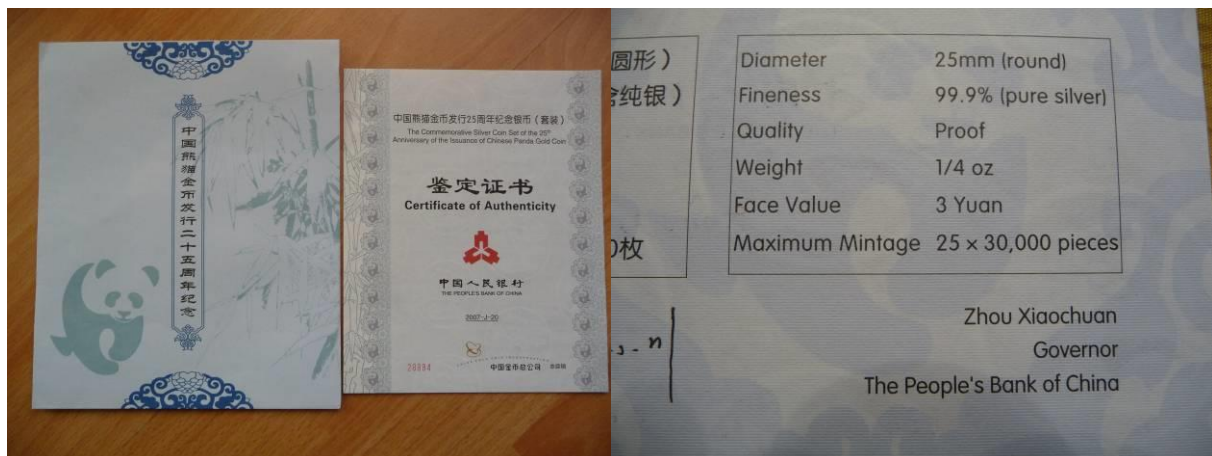 中国熊猫金币发行二十五周年纪念
中国熊猫金币发行25周年纪念银币（套装）
The Commemorative Silver Coin Set of the 25th
Anniversary of the Issuance of Chinese Panda Gold Coin
鉴定证书
Certificate of Authenticity
中国人民银行
THE PEOPLE'S BANK OF CHINA
2007-J-20
中国金币总公司
圆形）
含纯银）
0枚
Diameter 25mm (round)
Fineness 99.9% (pure silver)
Quality Proof
Weight 1/4 oz
Face Value 3 Yuan
Maximum Mintage 25 × 30,000 pieces
Zhou Xiaochuan
Governor
The People's Bank of China